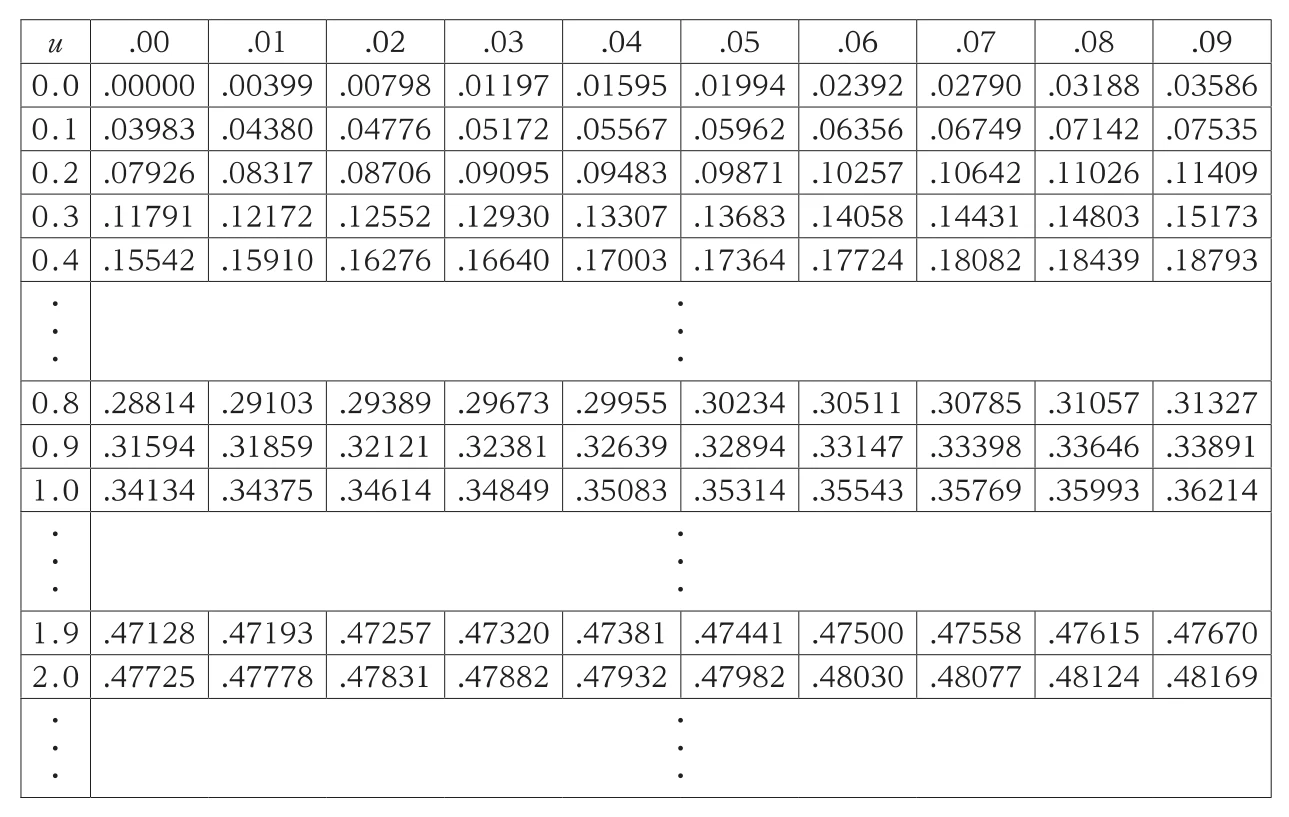 u .00 .01 .02 .03 .04 .05 .06 .07 .08 .09
0.0 .00000 .00399 .00798 .01197 .01595 .01994 .02392 .02790 .03188 .03586
0.1 .03983 .04380 .04776 .05172 .05567 .05962 .06356 .06749 .07142 .07535
0.2 .07926 .08317 .08706 .09095 .09483 .09871 .10257 .10642 .11026 .11409
0.3 .11791 .12172 .12552 .12930 .13307 .13683 .14058 .14431 .14803 .15173
0.4 .15542 .15910 .16276 .16640 .17003 .17364 .17724 .18082 .18439 .18793
. .
. .
. .
0.8 .28814 .29103 .29389 .29673 .29955 .30234 .30511 .30785 .31057 .31327
0.9 .31594 .31859 .32121 .32381 .32639 .32894 .33147 .33398 .33646 .33891
1.0 .34134 .34375 .34614 .34849 .35083 .35314 .35543 .35769 .35993 .36214
. .
. .
. .
1.9 .47128 .47193 .47257 .47320 .47381 .47441 .47500 .47558 .47615 .47670
2.0 .47725 .47778 .47831 .47882 .47932 .47982 .48030 .48077 .48124 .48169
. .
. .
. .